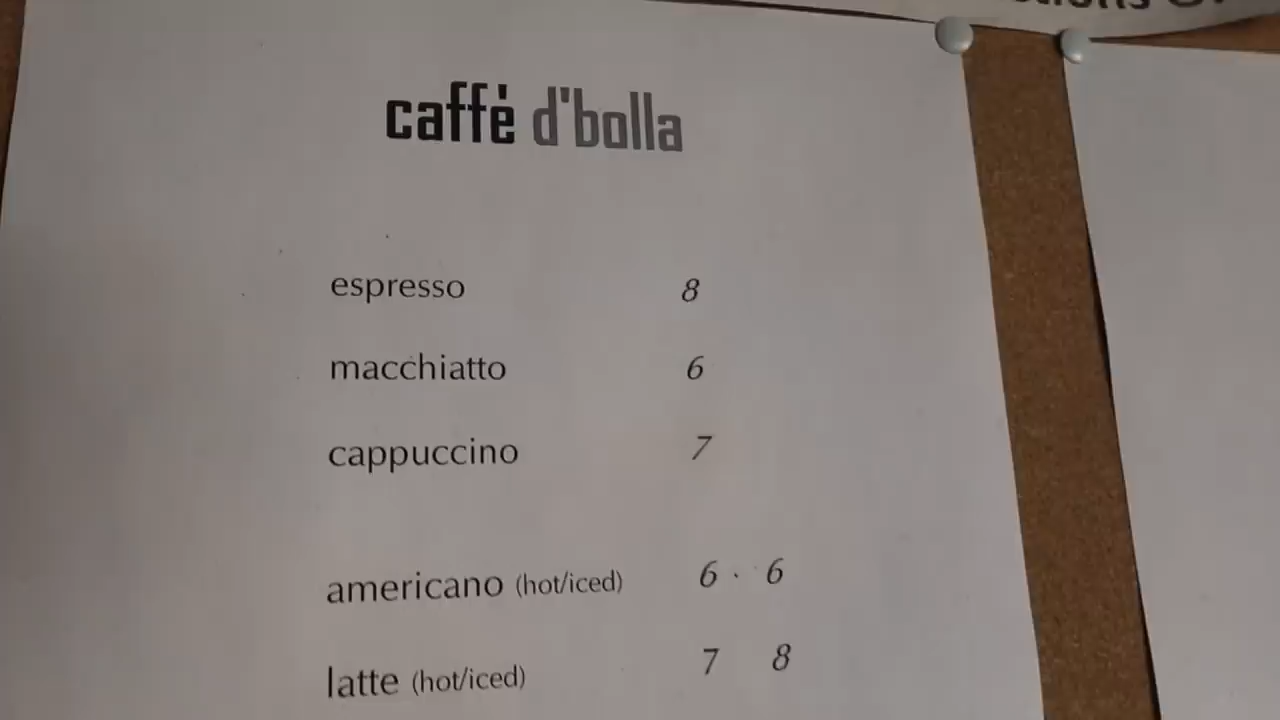 caffé d'bolla
espresso 8
macchiatto 6
cappuccino 7
americano (hot/iced) 6 · 6
latte (hot/iced) 7 8